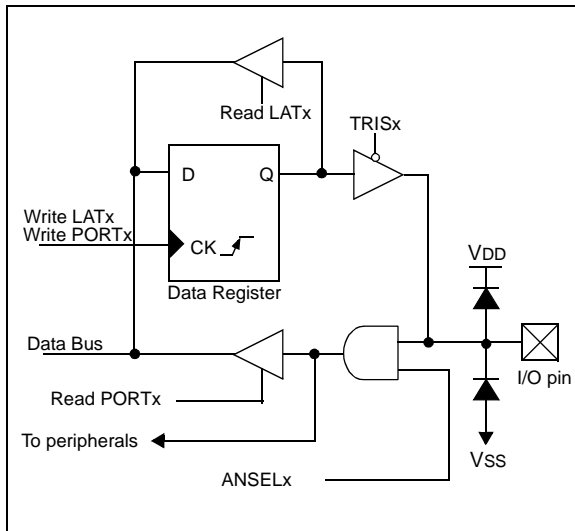 Read LATx
TRISx
D Q
Write LATx
Write PORTx
CK
Data Register
VDD
Data Bus
I/O pin
Read PORTx
To peripherals
VSS
ANSELx